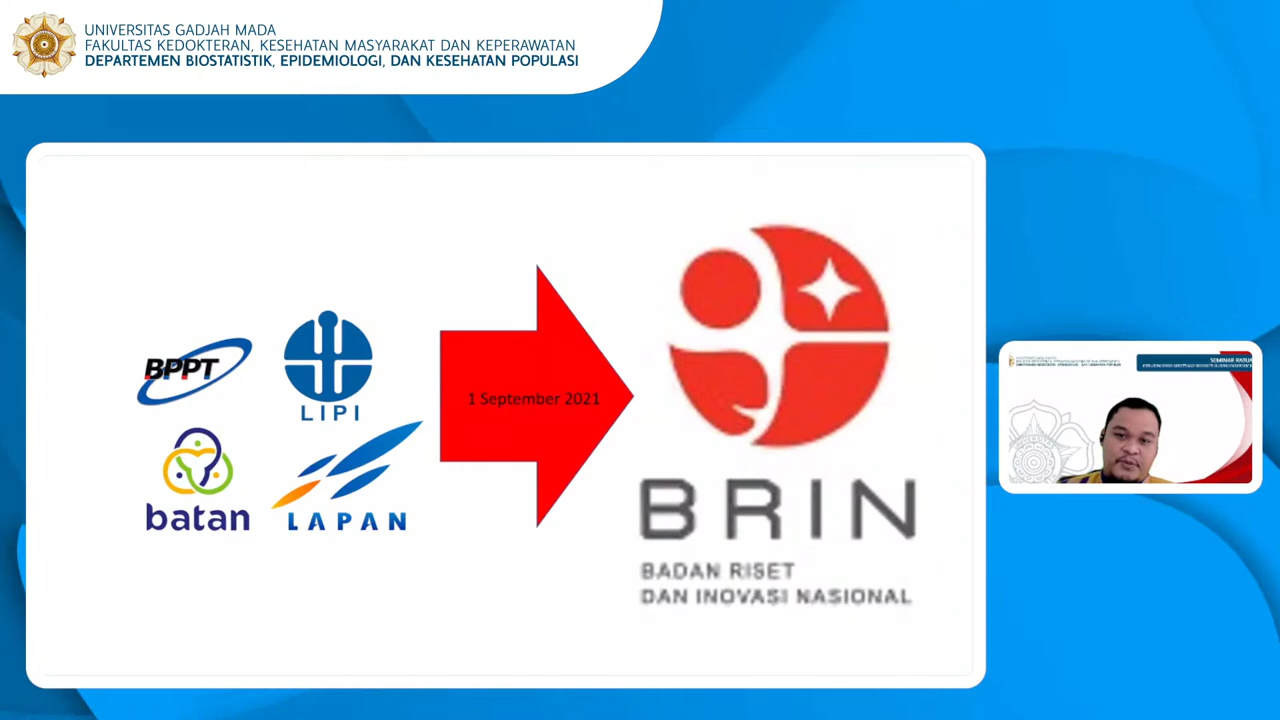 UNIVERSITAS GADJAH MADA
FAKULTAS KEDOKTERAN, KESEHATAN MASYARAKAT DAN KEPERAWATAN
DEPARTEMEN BIOSTATISTIK, EPIDEMIOLOGI, DAN KESEHATAN POPULASI
BPPT
LIPI
batan
LAPAN
1 September 2021
BRIN
BADAN RISET
DAN INOVASI NASIONAL